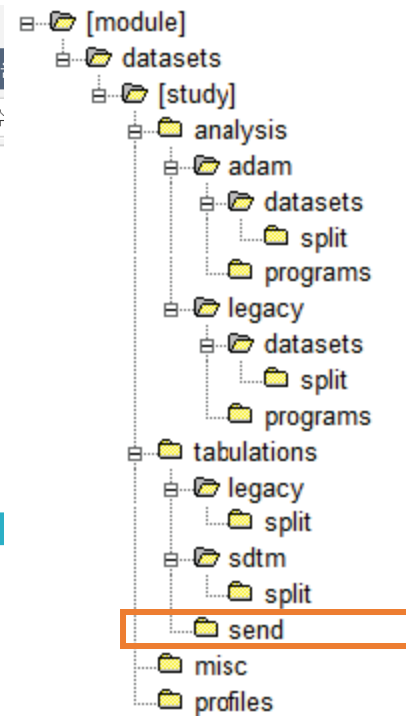 [module]
datasets
[study]
analysis
adam
datasets
split
programs
legacy
datasets
split
programs
tabulations
legacy
split
sdtm
split
send
misc
profiles